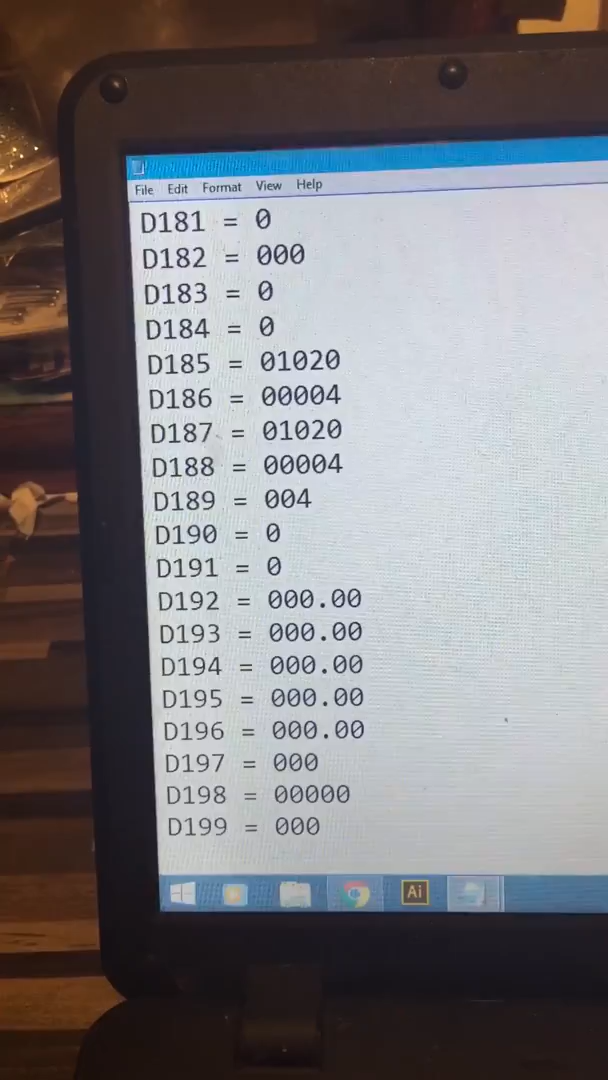 File Edit Format View Help
D181 = 0
D182 = 000
D183 = 0
D184 = 0
D185 = 01020
D186 = 00004
D187 = 01020
D188 = 00004
D189 = 004
D190 = 0
D191 = 0
D192 = 000.00
D193 = 000.00
D194 = 000.00
D195 = 000.00
D196 = 000.00
D197 = 000
D198 = 00000
D199 = 000
Ai